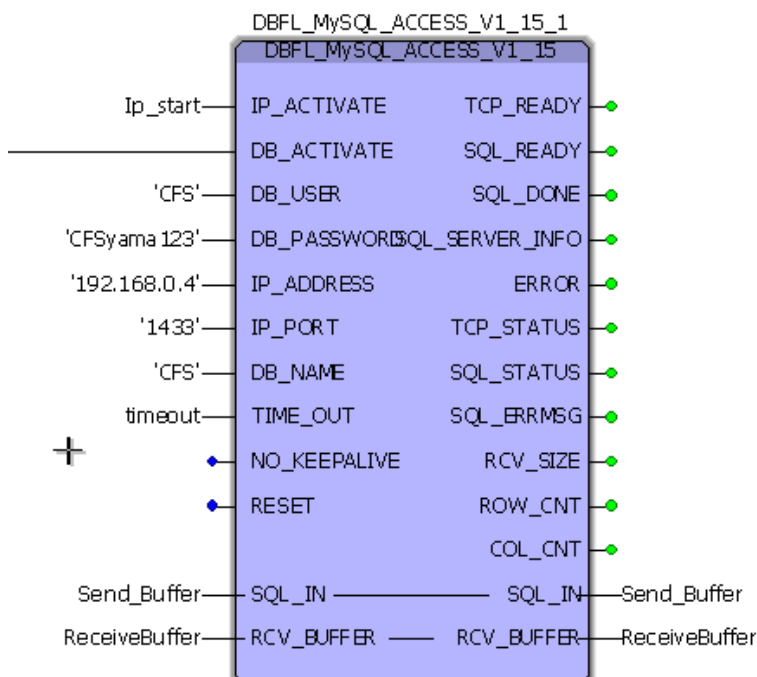 DBFL_MySQL_ACCESS_V1_15_1
DBFL_MySQL_ACCESS_V1_15
Ip_start IP_ACTIVATE TCP_READY
DB_ACTIVATE SQL_READY
'CFS' DB_USER SQL_DONE
'CFSyama123' DB_PASSWORD SQL_SERVER_INFO
'192.168.0.4' IP_ADDRESS ERROR
'1433' IP_PORT TCP_STATUS
'CFS' DB_NAME SQL_STATUS
timeout TIME_OUT SQL_ERRMSG
NO_KEEPALIVE RCV_SIZE
RESET ROW_CNT
COL_CNT
Send_Buffer SQL_IN SQL_IN Send_Buffer
ReceiveBuffer RCV_BUFFER RCV_BUFFER ReceiveBuffer